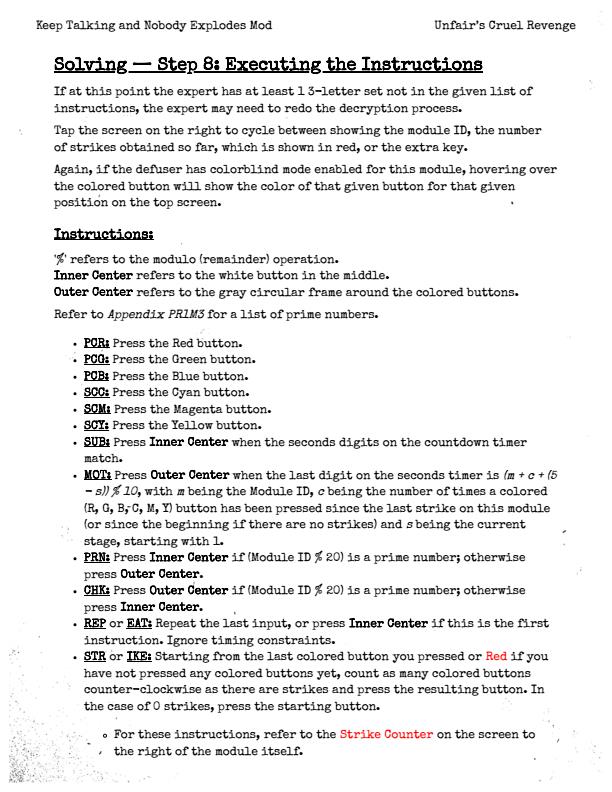 Keep Talking and Nobody Explodes Mod
Unfair's Cruel Revenge
Solving — Step 8: Executing the Instructions
If at this point the expert has at least 1 3-letter set not in the given list of
instructions, the expert may need to redo the decryption process.
Tap the screen on the right to cycle between showing the module ID, the number
of strikes obtained so far, which is shown in red, or the extra key.
Again, if the defuser has colorblind mode enabled for this module, hovering over
the colored button will show the color of that given button for that given
position on the top screen.
Instructions:
'%' refers to the modulo (remainder) operation.
Inner Center refers to the white button in the middle.
Outer Center refers to the gray circular frame around the colored buttons.
Refer to Appendix PR1M3 for a list of prime numbers.
• PCR: Press the Red button.
• PCG: Press the Green button.
• PCB: Press the Blue button.
• SCC: Press the Cyan button.
• SCM: Press the Magenta button.
• SCY: Press the Yellow button.
• SUB: Press Inner Center when the seconds digits on the countdown timer
match.
• MOT: Press Outer Center when the last digit on the seconds timer is (m + c + (5
– s)) % 10, with m being the Module ID, c being the number of times a colored
(R, G, B, C, M, Y) button has been pressed since the last strike on this module
(or since the beginning if there are no strikes) and s being the current
stage, starting with 1.
• PRN: Press Inner Center if (Module ID % 20) is a prime number; otherwise
press Outer Center.
• CHK: Press Outer Center if (Module ID % 20) is a prime number; otherwise
press Inner Center.
• REP or EAT: Repeat the last input, or press Inner Center if this is the first
instruction. Ignore timing constraints.
• STR or IKE: Starting from the last colored button you pressed or Red if you
have not pressed any colored buttons yet, count as many colored buttons
counter-clockwise as there are strikes and press the resulting button. In
the case of 0 strikes, press the starting button.
◦ For these instructions, refer to the Strike Counter on the screen to
the right of the module itself.